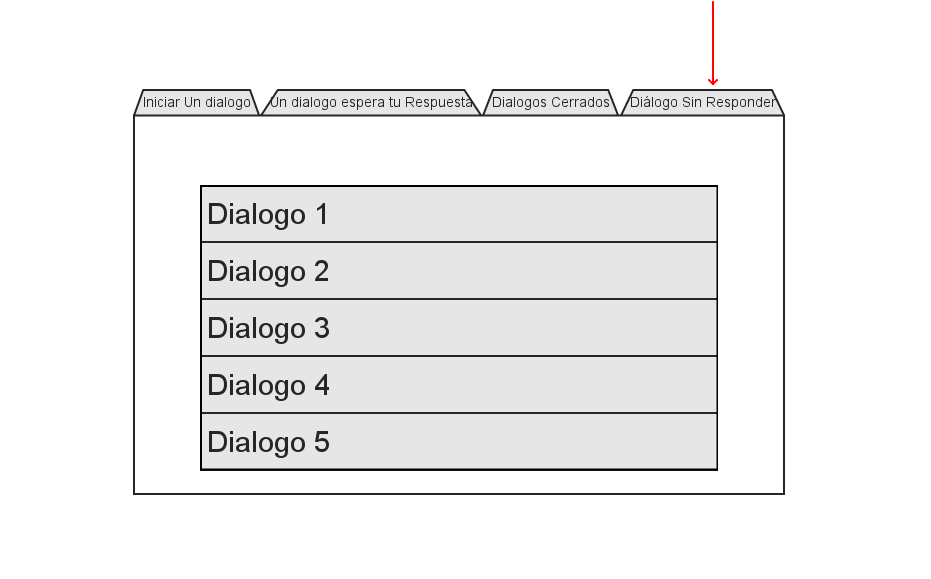 Iniciar Un dialogo
Un dialogo espera tu Respuesta
Dialogos Cerrados
Diálogo Sin Responder
Dialogo 1
Dialogo 2
Dialogo 3
Dialogo 4
Dialogo 5